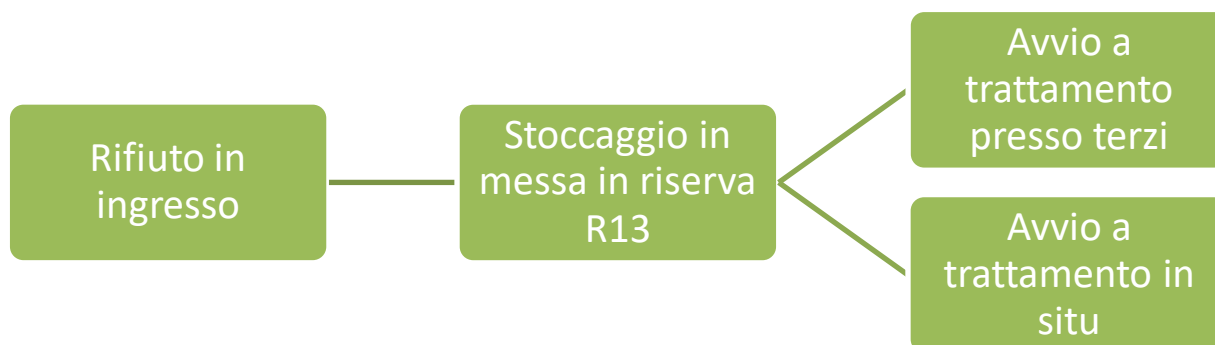 Rifiuto in
ingresso
Stoccaggio in
messa in riserva
R13
Avvio a
trattamento
presso terzi
Avvio a
trattamento in
situ